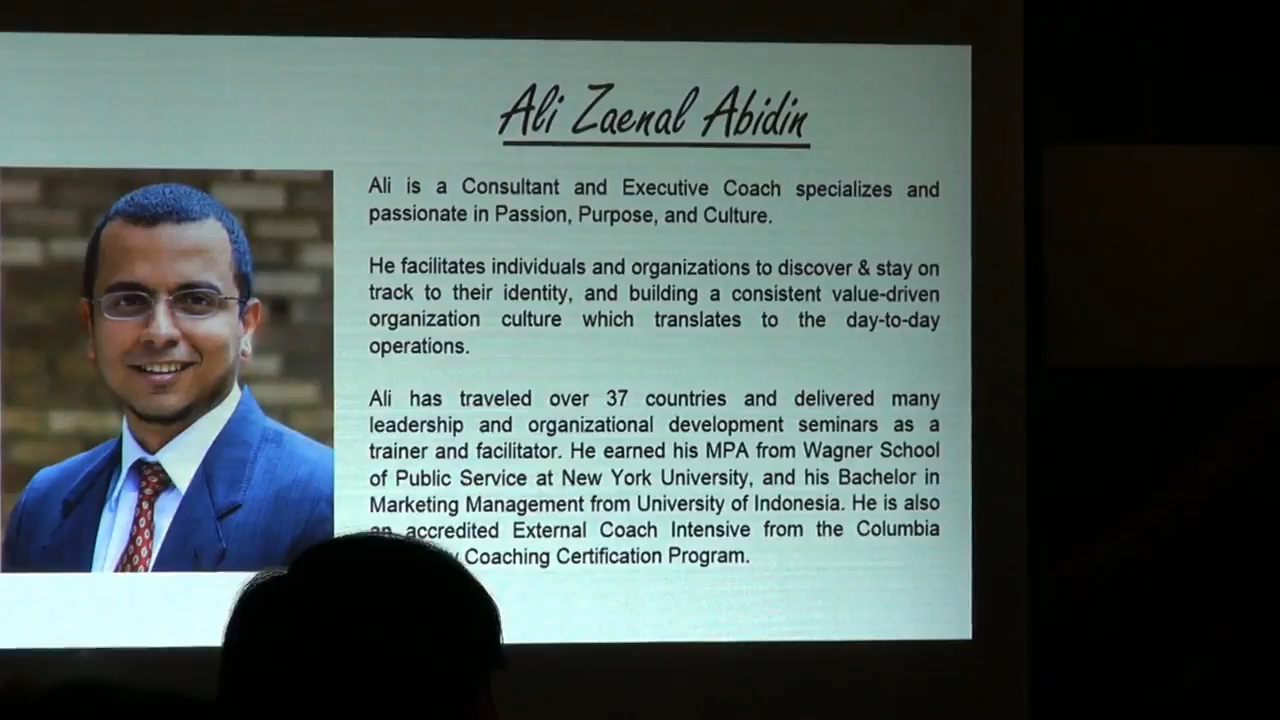 Ali Zaenal Abidin
Ali is a Consultant and Executive Coach specializes and
passionate in Passion, Purpose, and Culture.
He facilitates individuals and organizations to discover & stay on
track to their identity, and building a consistent value-driven
organization culture which translates to the day-to-day
operations.
Ali has traveled over 37 countries and delivered many
leadership and organizational development seminars as a
trainer and facilitator. He earned his MPA from Wagner School
of Public Service at New York University, and his Bachelor in
Marketing Management from University of Indonesia. He is also
an accredited External Coach Intensive from the Columbia
Coaching Certification Program.